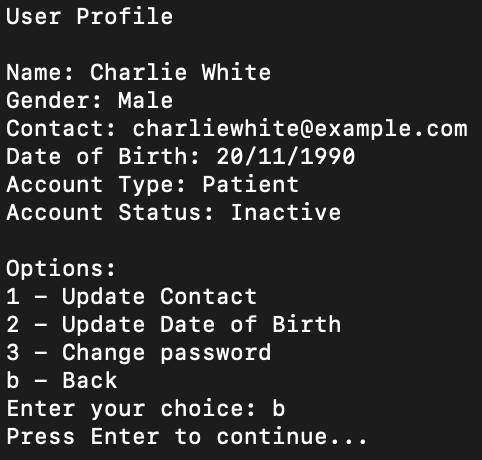 User Profile
Name: Charlie White
Gender: Male
Contact: charliewhite@example.com
Date of Birth: 20/11/1990
Account Type: Patient
Account Status: Inactive
Options:
1 – Update Contact
2 – Update Date of Birth
3 – Change password
b – Back
Enter your choice: b
Press Enter to continue...